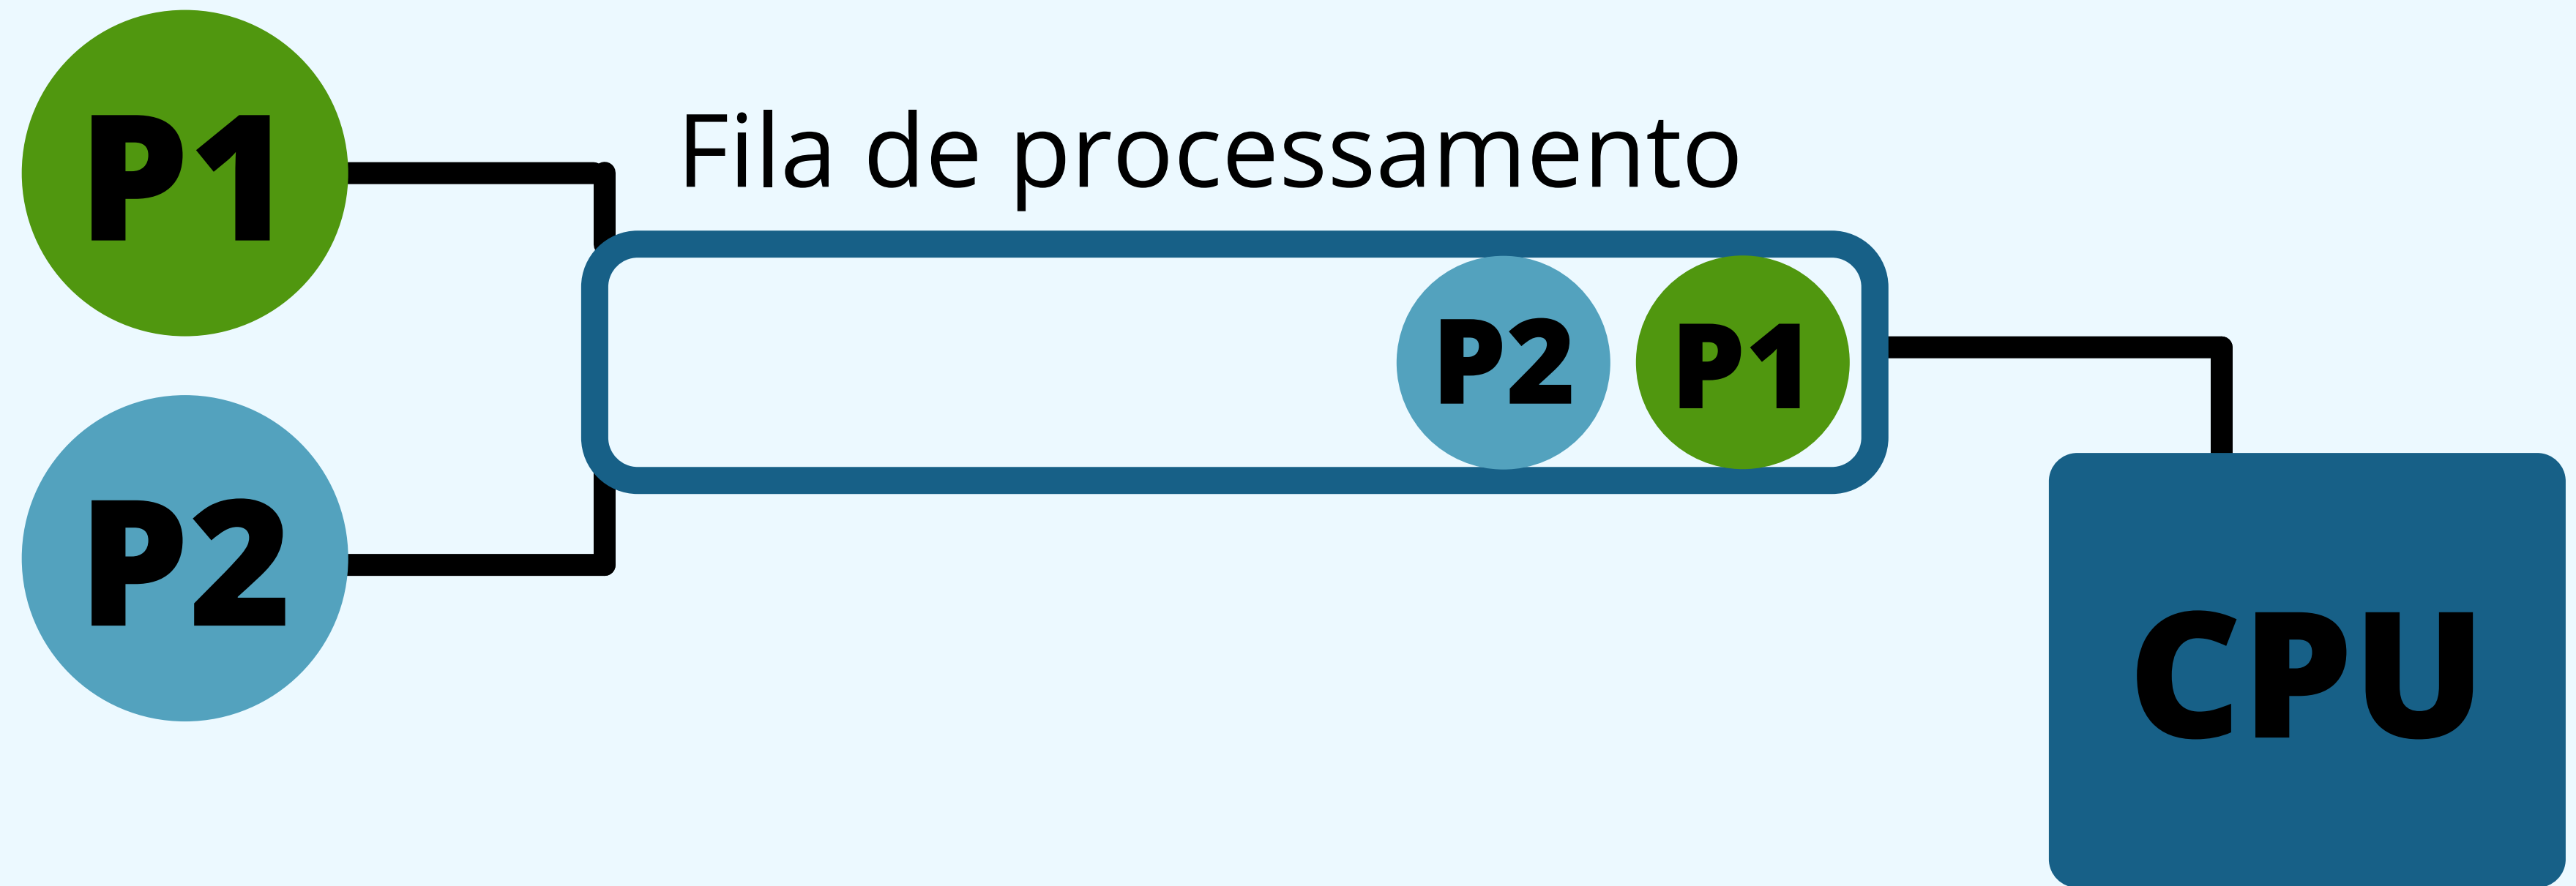 P1
Fila de processamento
P2 P1
P2
CPU